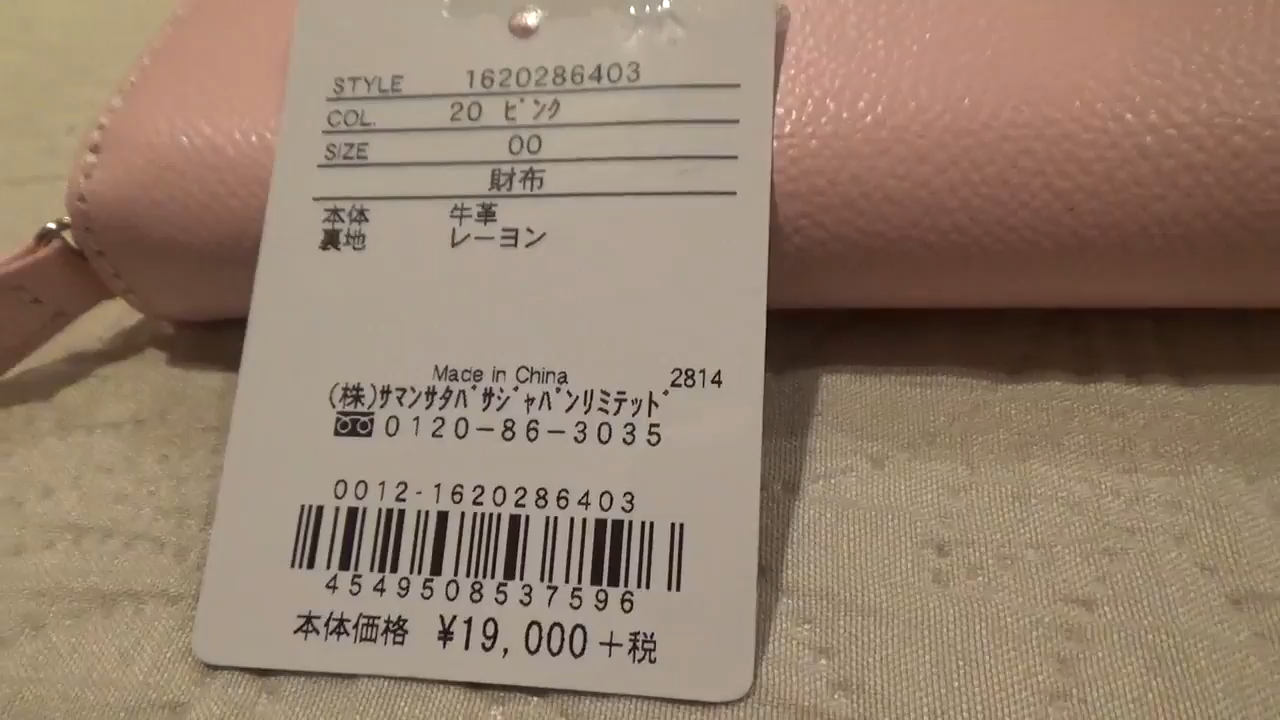 STYLE 1620286403
COL. 20 ﾋﾟﾝｸ
SIZE 00
財布
本体 牛革
裏地 レーヨン
Made in China 2814
(株)ｻﾏﾝｻﾀﾊﾞｻｼﾞｬﾊﾟﾝﾘﾐﾃｯﾄﾞ
0120-86-3035
0012-1620286403
4549508537596
本体価格 ¥19,000+税